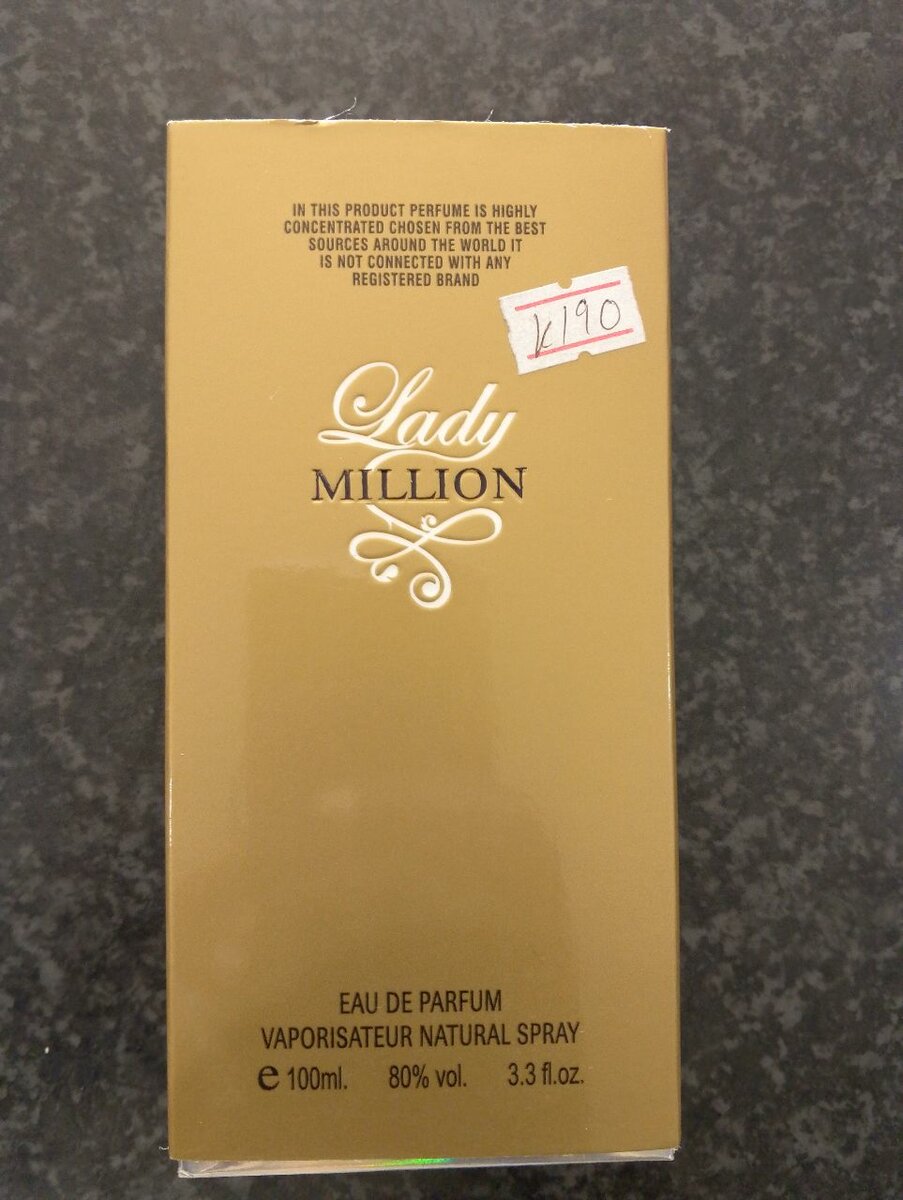 IN THIS PRODUCT PERFUME IS HIGHLY
CONCENTRATED CHOSEN FROM THE BEST
SOURCES AROUND THE WORLD IT
IS NOT CONNECTED WITH ANY
REGISTERED BRAND
K190
Lady
MILLION
EAU DE PARFUM
VAPORISATEUR NATURAL SPRAY
e 100ml. 80% vol. 3.3 fl.oz.